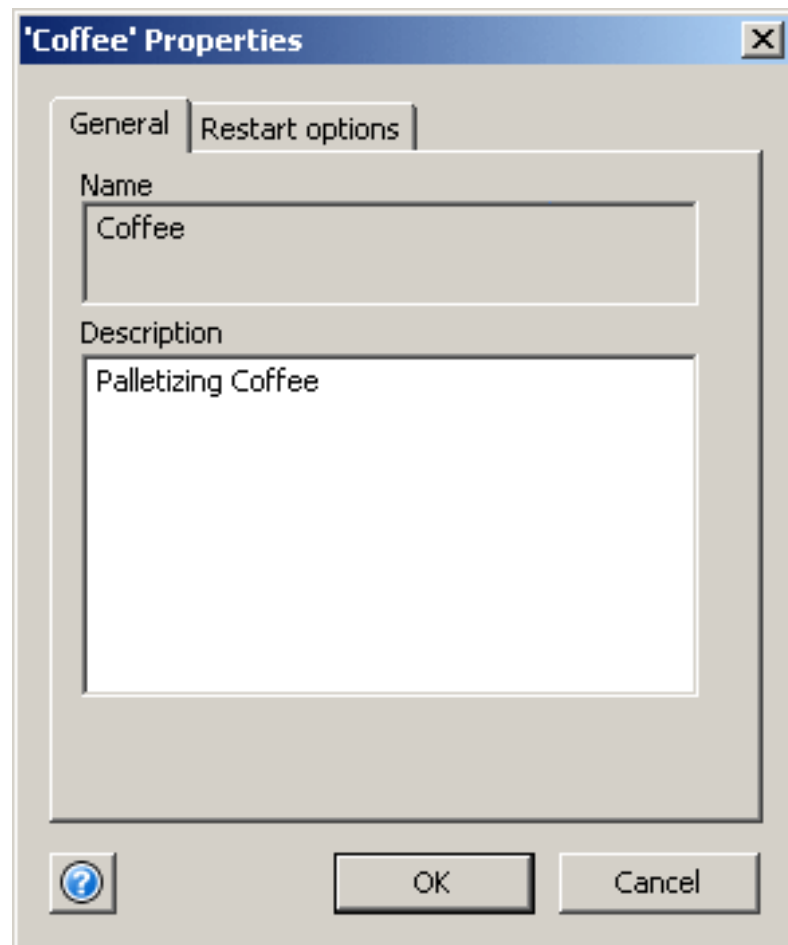 'Coffee' Properties
General
Restart options
Name
Coffee
Description
Palletizing Coffee
OK
Cancel